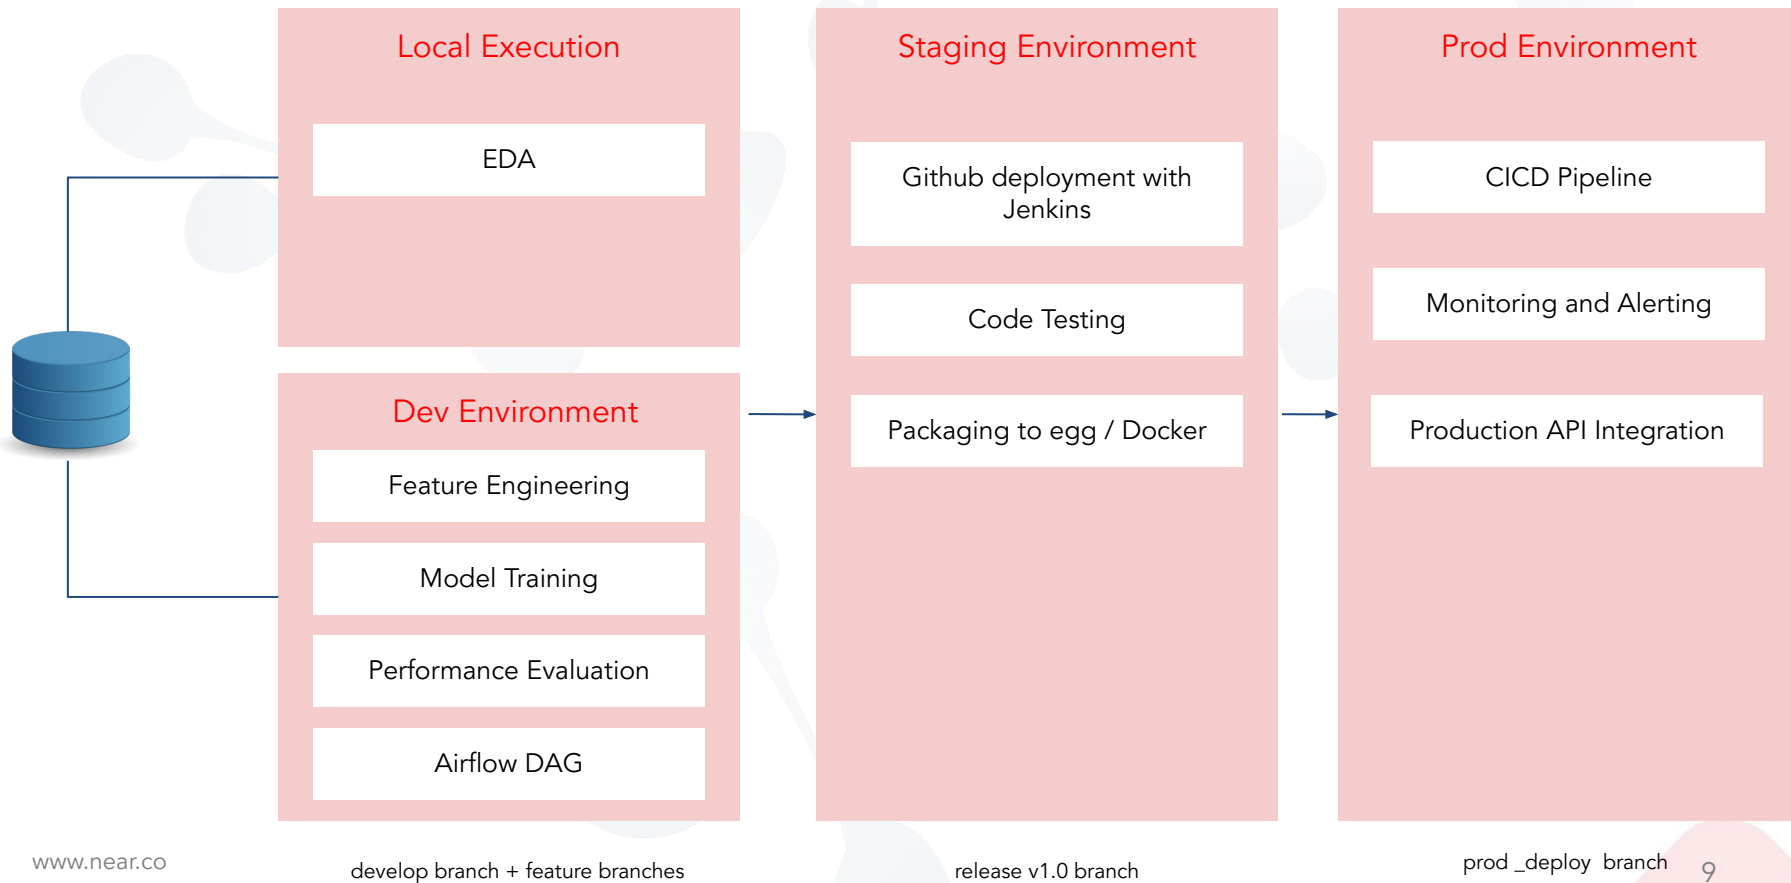 Local Execution
EDA
Dev Environment
Feature Engineering
Model Training
Performance Evaluation
Airflow DAG
Staging Environment
Github deployment with
Jenkins
Code Testing
Packaging to egg / Docker
Prod Environment
CICD Pipeline
Monitoring and Alerting
Production API Integration
www.near.co
develop branch + feature branches
release v1.0 branch
prod _deploy branch
9